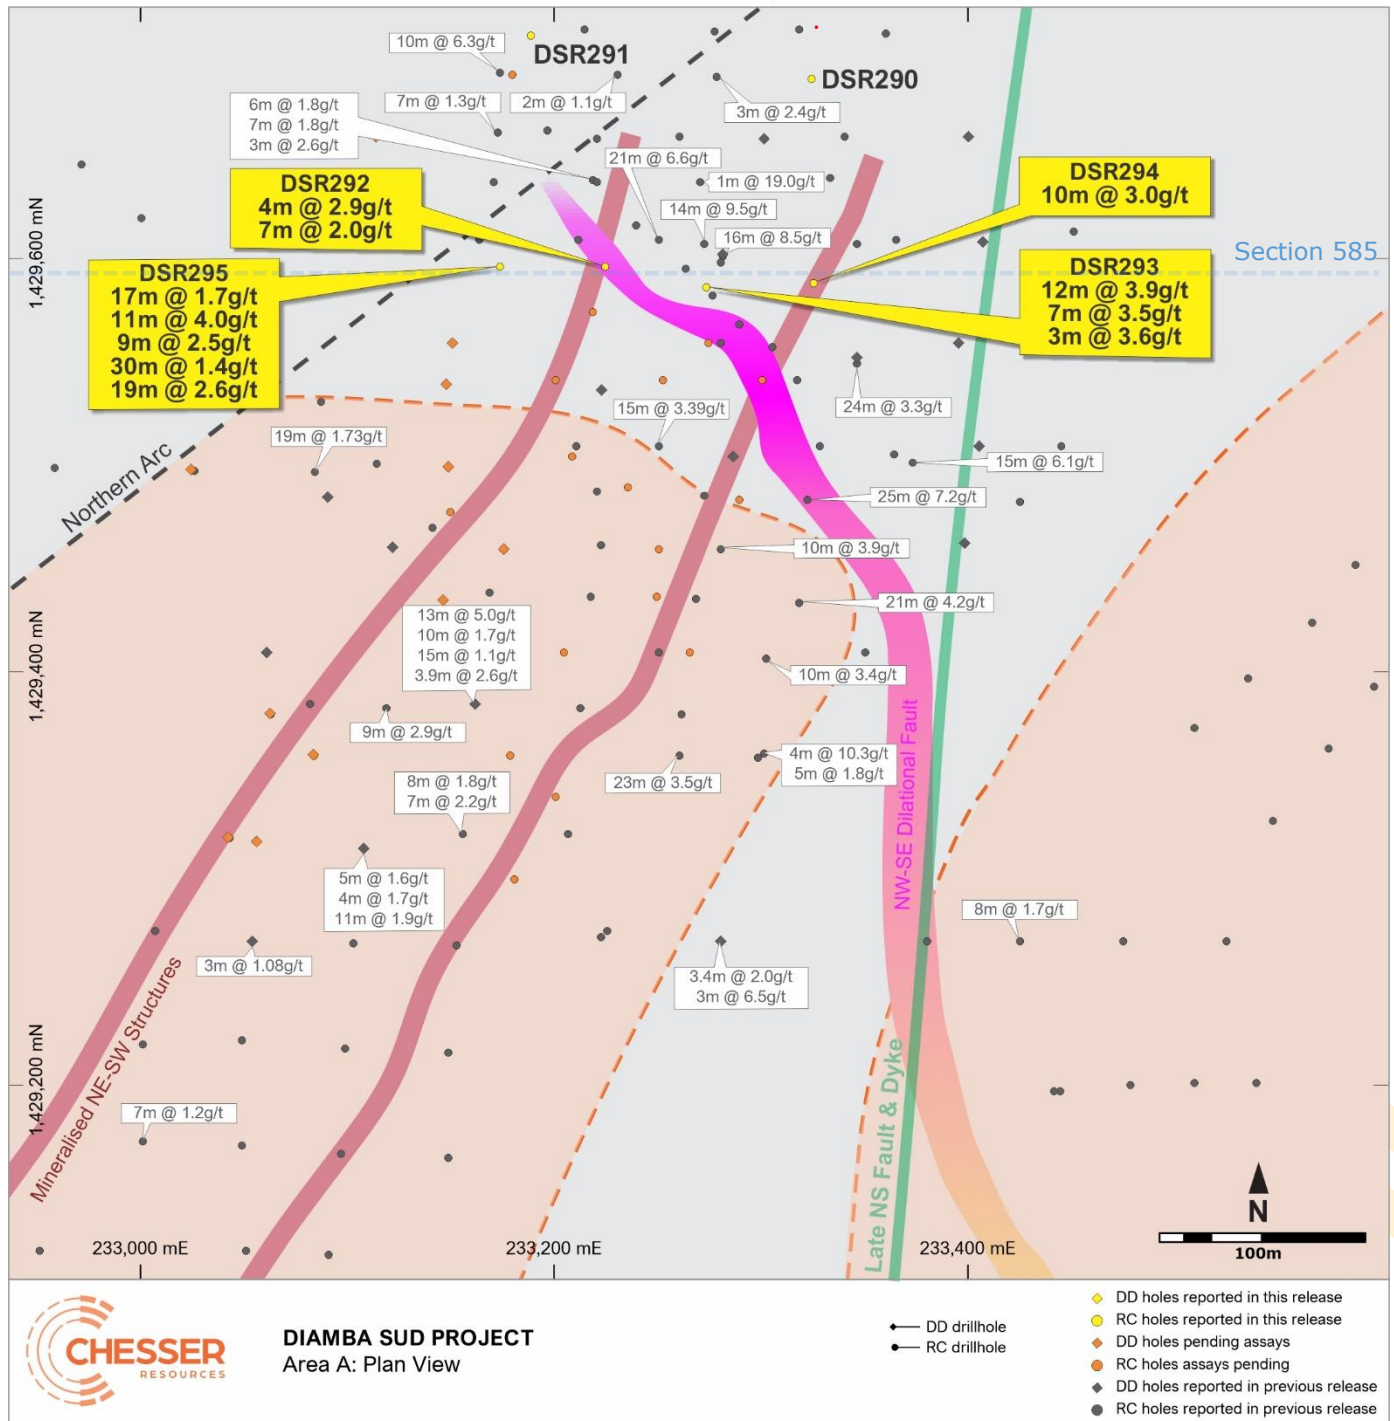 10m @ 6.3g/t
DSR291
DSR290
6m @ 1.8g/t
7m @ 1.8g/t
3m @ 2.6g/t
7m @ 1.3g/t
2m @ 1.1g/t
3m @ 2.4g/t
21m @ 6.6g/t
1m @ 19.0g/t
14m @ 9.5g/t
16m @ 8.5g/t
DSR292
4m @ 2.9g/t
7m @ 2.0g/t
DSR294
10m @ 3.0g/t
1,429,600 mN
Section 585
DSR295
17m @ 1.7g/t
11m @ 4.0g/t
9m @ 2.5g/t
30m @ 1.4g/t
19m @ 2.6g/t
DSR293
12m @ 3.9g/t
7m @ 3.5g/t
3m @ 3.6g/t
15m @ 3.39g/t
24m @ 3.3g/t
19m @ 1.73g/t
Northern Arc
15m @ 6.1g/t
25m @ 7.2g/t
10m @ 3.9g/t
21m @ 4.2g/t
13m @ 5.0g/t
10m @ 1.7g/t
15m @ 1.1g/t
3.9m @ 2.6g/t
1,429,400 mN
10m @ 3.4g/t
9m @ 2.9g/t
NW-SE Dilational Fault
4m @ 10.3g/t
5m @ 1.8g/t
8m @ 1.8g/t
7m @ 2.2g/t
23m @ 3.5g/t
5m @ 1.6g/t
4m @ 1.7g/t
11m @ 1.9g/t
8m @ 1.7g/t
3m @ 1.08g/t
3.4m @ 2.0g/t
3m @ 6.5g/t
Mineralised NE-SW Structures
1,429,200 mN
7m @ 1.2g/t
Late NS Fault & Dyke
N
100m
233,000 mE
233,200 mE
233,400 mE
CHESSER
RESOURCES
DIAMBA SUD PROJECT
Area A: Plan View
DD drillhole
RC drillhole
DD holes reported in this release
RC holes reported in this release
DD holes pending assays
RC holes assays pending
DD holes reported in previous release
RC holes reported in previous release